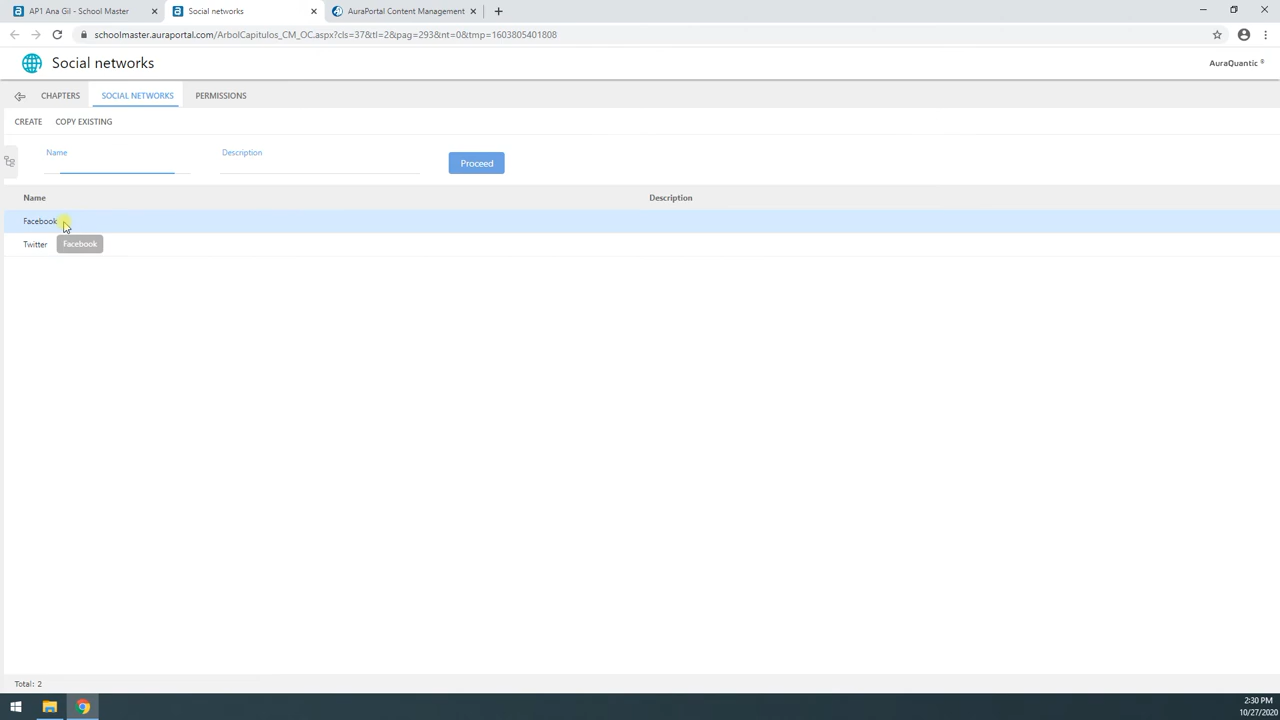 AP1 Ana Gil - School Master
Social networks
AuraPortal Content Management
schoolmaster.auraportal.com/ArbolCapitulos_CM_OC.aspx?cls=37&tl=2&pag=293&nt=0&tmp=1603805401808
Social networks
AuraQuantic ®
CHAPTERS
SOCIAL NETWORKS
PERMISSIONS
CREATE
COPY EXISTING
Name
Description
Proceed
Name
Description
Facebook
Twitter
Facebook
Total: 2
2:30 PM
10/27/2020